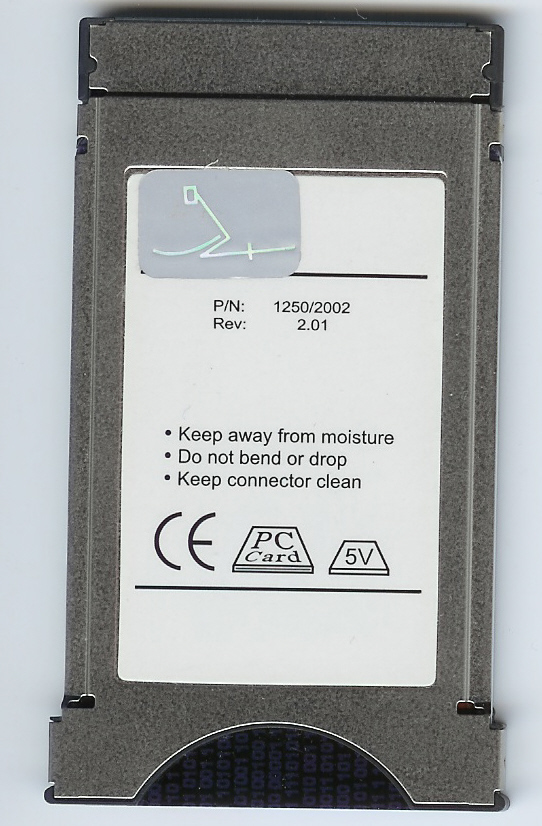 P/N: 1250/2002
Rev: 2.01
• Keep away from moisture
• Do not bend or drop
• Keep connector clean
CE PC Card 5V